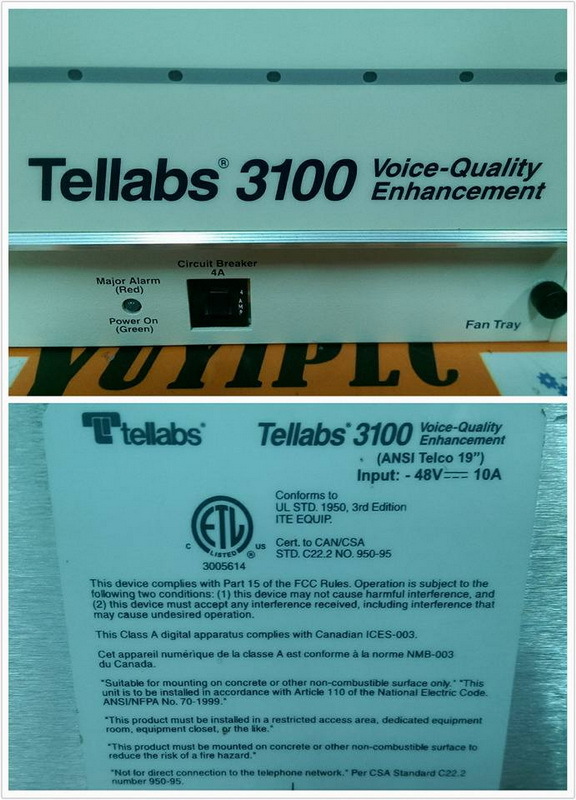 Tellabs® 3100 Voice-Quality
Enhancement
Circuit Breaker
4A
Major Alarm
(Red)
4 AMP
Power On
(Green)
Fan Tray
YUYIPLC
tellabs®
Tellabs® 3100 Voice-Quality
Enhancement
(ANSI Telco 19")
Input: - 48V 10A
Conforms to
UL STD. 1950, 3rd Edition
ITE EQUIP.
ETL
C LISTED US
®
Cert. to CAN/CSA
STD. C22.2 NO. 950-95
3005614
This device complies with Part 15 of the FCC Rules. Operation is subject to the
following two conditions: (1) this device may not cause harmful interference, and
(2) this device must accept any interference received, including interference that
may cause undesired operation.
This Class A digital apparatus complies with Canadian ICES-003.
Cet appareil numérique de la classe A est conforme à la norme NMB-003
du Canada.
"Suitable for mounting on concrete or other non-combustible surface only." "This
unit is to be installed in accordance with Article 110 of the National Electric Code.
ANSI/NFPA No. 70-1999."
"This product must be installed in a restricted access area, dedicated equipment
room, equipment closet, or the like."
"This product must be mounted on concrete or other non-combustible surface to
reduce the risk of a fire hazard."
"Not for direct connection to the telephone network." Per CSA Standard C22.2
number 950-95.